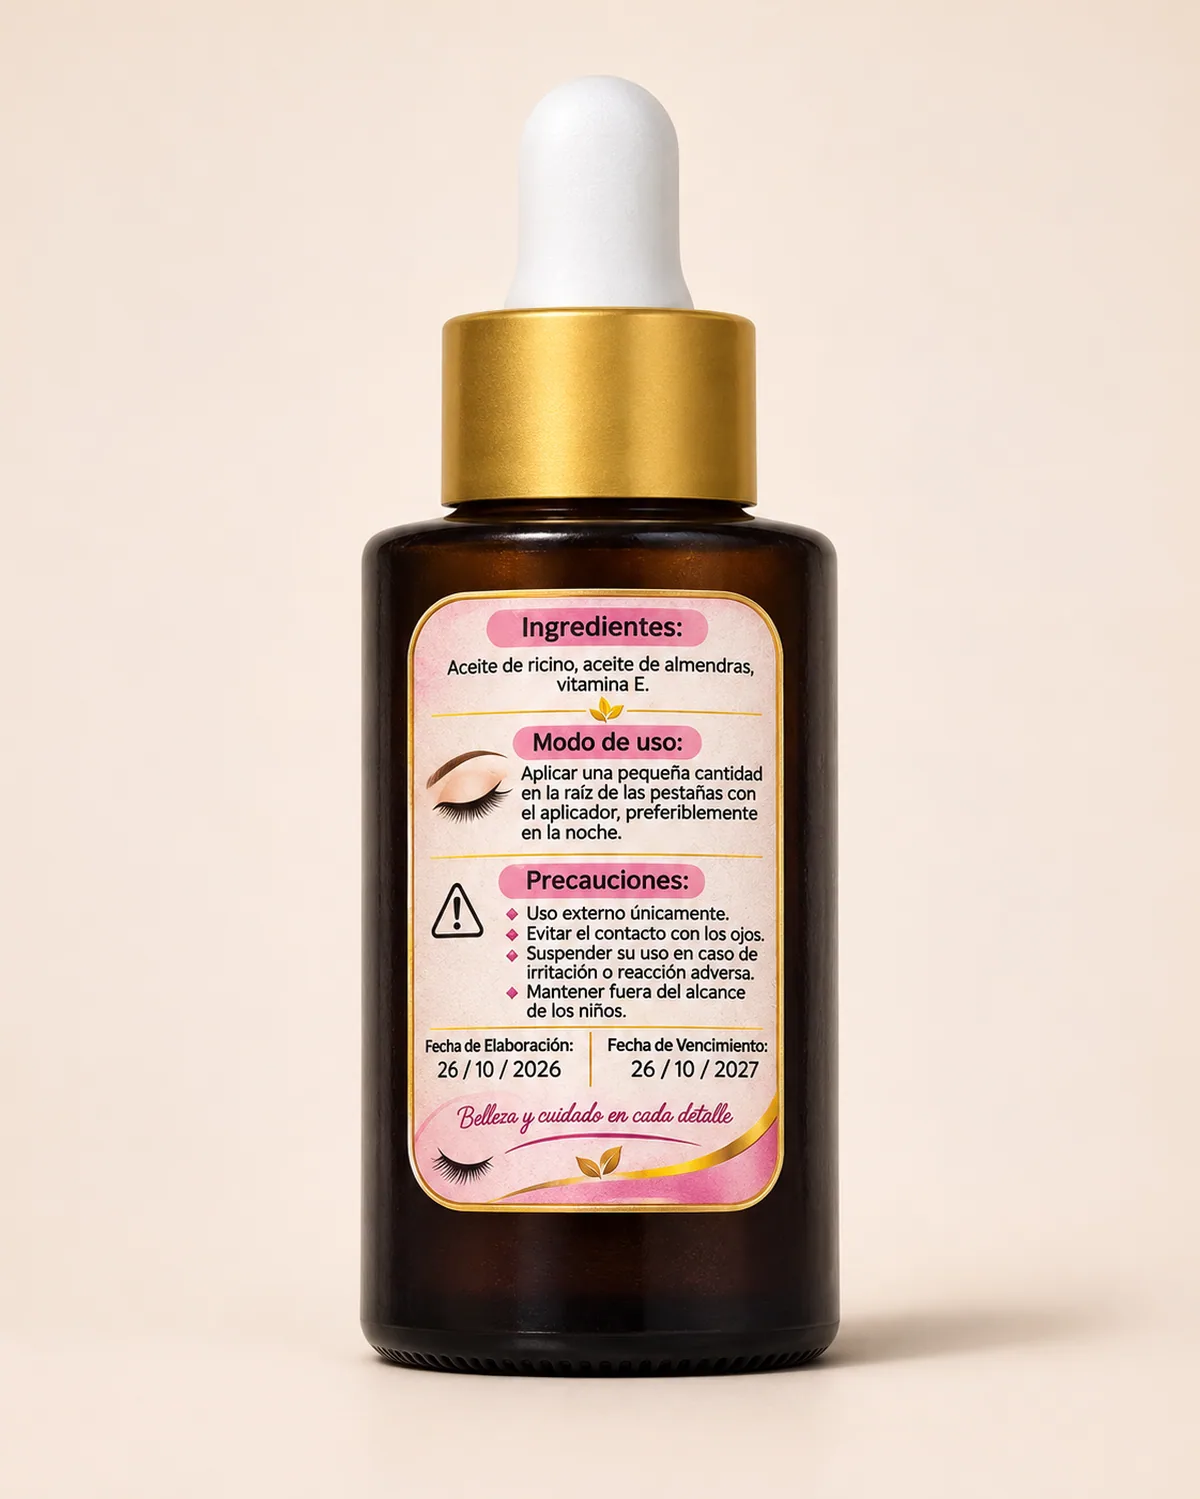 Ingredientes:
Aceite de ricino, aceite de almendras,
vitamina E.
Modo de uso:
Aplicar una pequeña cantidad
en la raíz de las pestañas con
el aplicador, preferiblemente
en la noche.
Precauciones:
Uso externo únicamente.
Evitar el contacto con los ojos.
Suspender su uso en caso de
irritación o reacción adversa.
Mantener fuera del alcance
de los niños.
Fecha de Elaboración:
26 / 10 / 2026
Fecha de Vencimiento:
26 / 10 / 2027
Belleza y cuidado en cada detalle